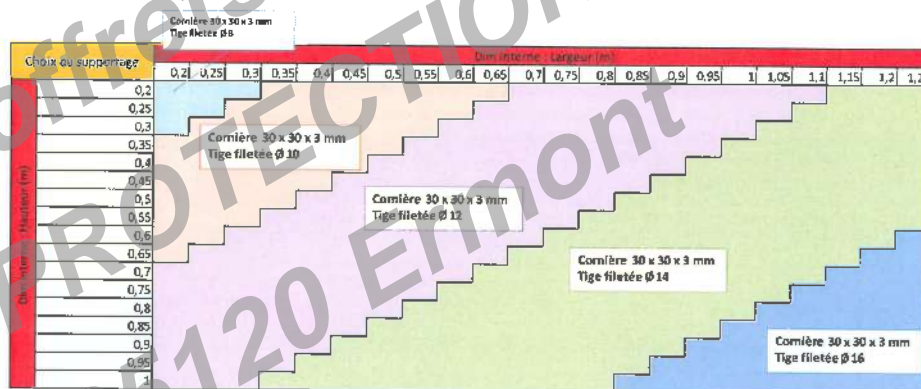 Cornière 30 x 30 x 3 mm
Tige filetée Ø 8
Choix du supportage
Dim interne : Largeur (m)
0,2 0,25 0,3 0,35 0,4 0,45 0,5 0,55 0,6 0,65 0,7 0,75 0,8 0,85 0,9 0,95 1 1,05 1,1 1,15 1,2
Dim interne : Hauteur (m)
0,2
0,25
0,3
0,35
0,4
0,45
0,5
0,55
0,6
0,65
0,7
0,75
0,8
0,85
0,9
0,95
1
Cornière 30 x 30 x 3 mm
Tige filetée Ø 10
Cornière 30 x 30 x 3 mm
Tige filetée Ø 12
Cornière 30 x 30 x 3 mm
Tige filetée Ø 14
Cornière 30 x 30 x 3 mm
Tige filetée Ø 16
offrets
PROTECTION
95120 Ermont